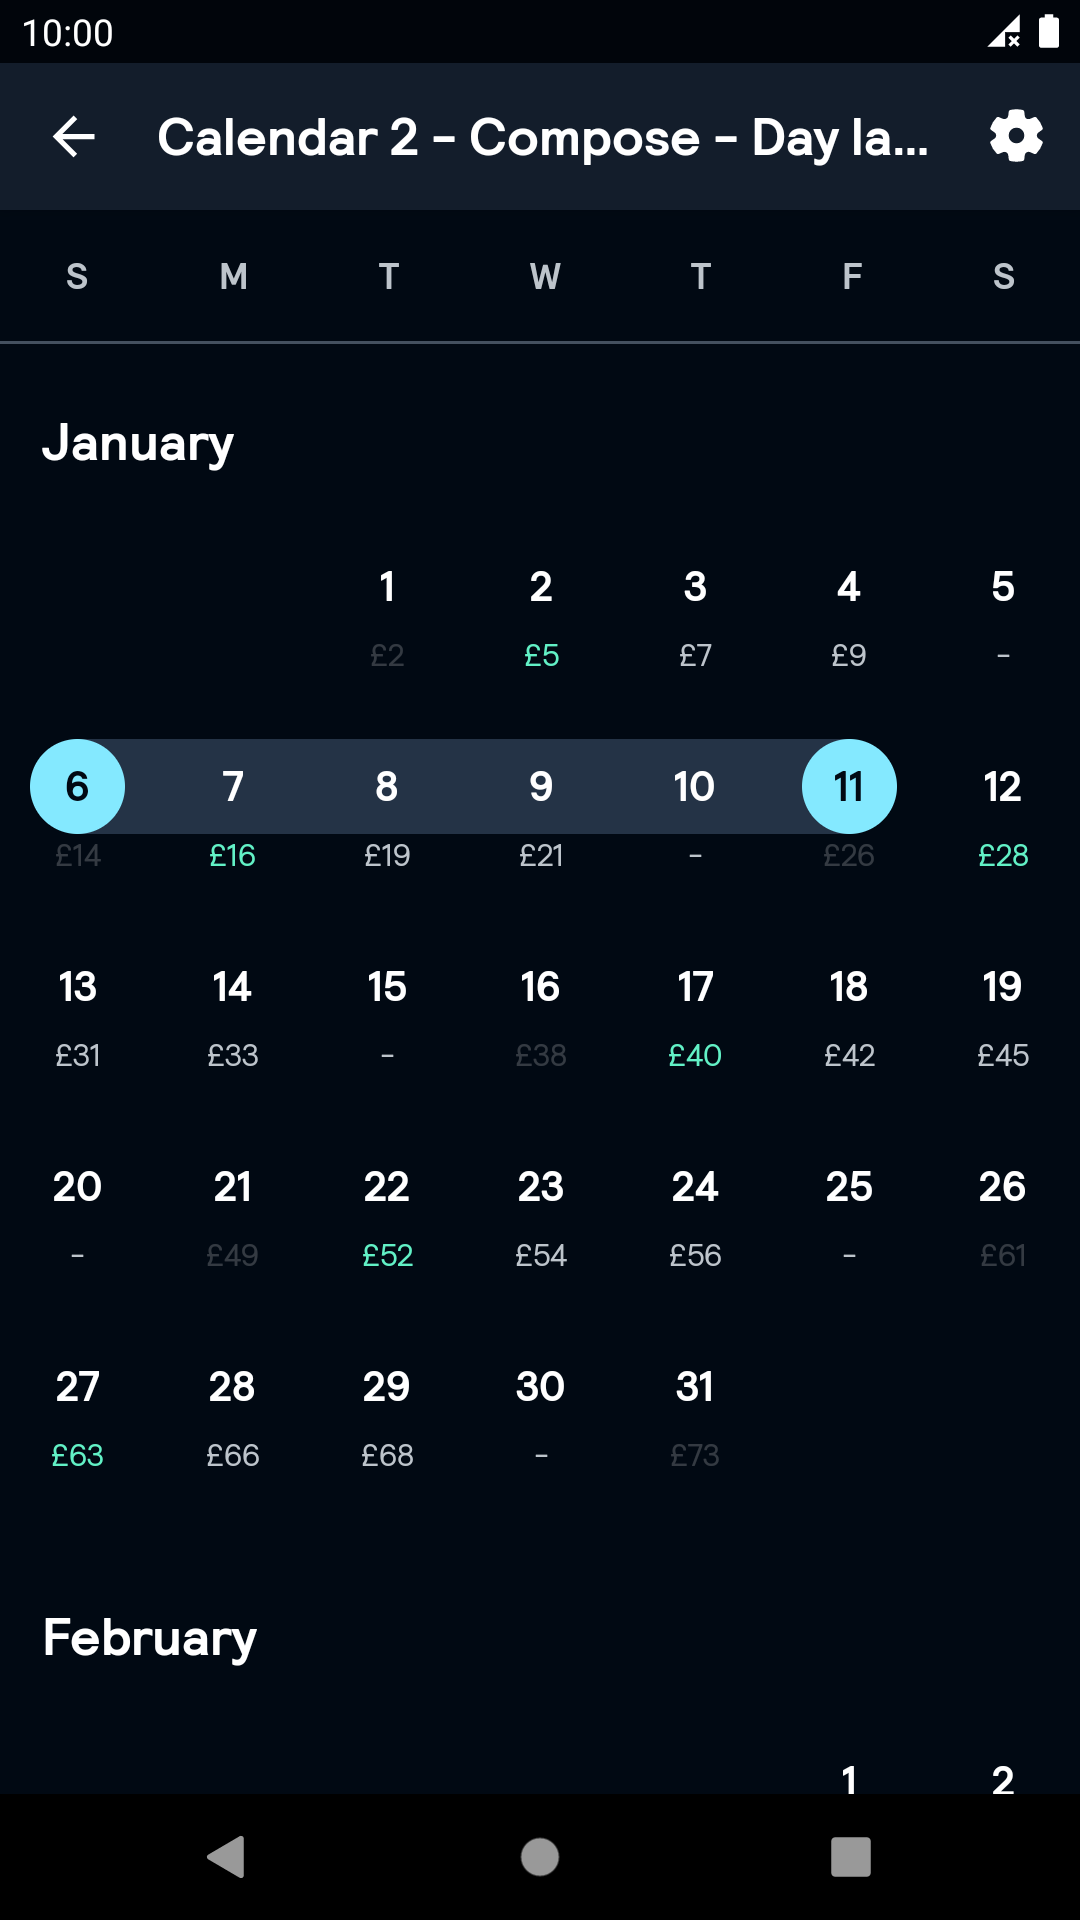 10:00
Calendar 2 – Compose – Day la...
S M T W T F S
January
1 2 3 4 5
£2 £5 £7 £9 –
6 7 8 9 10 11 12
£14 £16 £19 £21 – £26 £28
13 14 15 16 17 18 19
£31 £33 – £38 £40 £42 £45
20 21 22 23 24 25 26
– £49 £52 £54 £56 – £61
27 28 29 30 31
£63 £66 £68 – £73
February
1 2